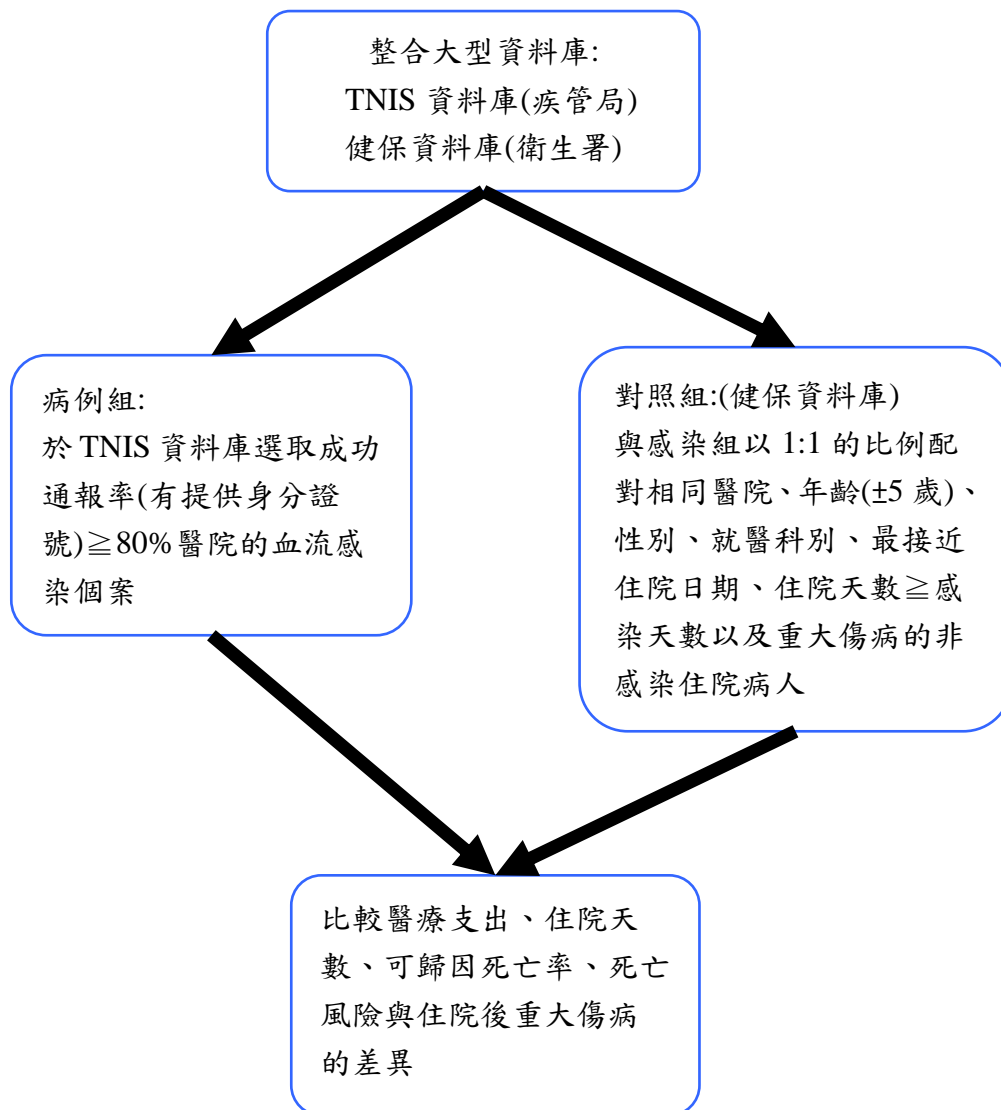 整合大型資料庫:
TNIS 資料庫(疾管局)
健保資料庫(衛生署)
病例組:
於 TNIS 資料庫選取成功
通報率(有提供身分證
號)≧80%醫院的血流感
染個案
對照組:(健保資料庫)
與感染組以 1:1 的比例配
對相同醫院、年齡(±5 歲)、
性別、就醫科別、最接近
住院日期、住院天數≧感
染天數以及重大傷病的非
感染住院病人
比較醫療支出、住院天
數、可歸因死亡率、死亡
風險與住院後重大傷病
的差異